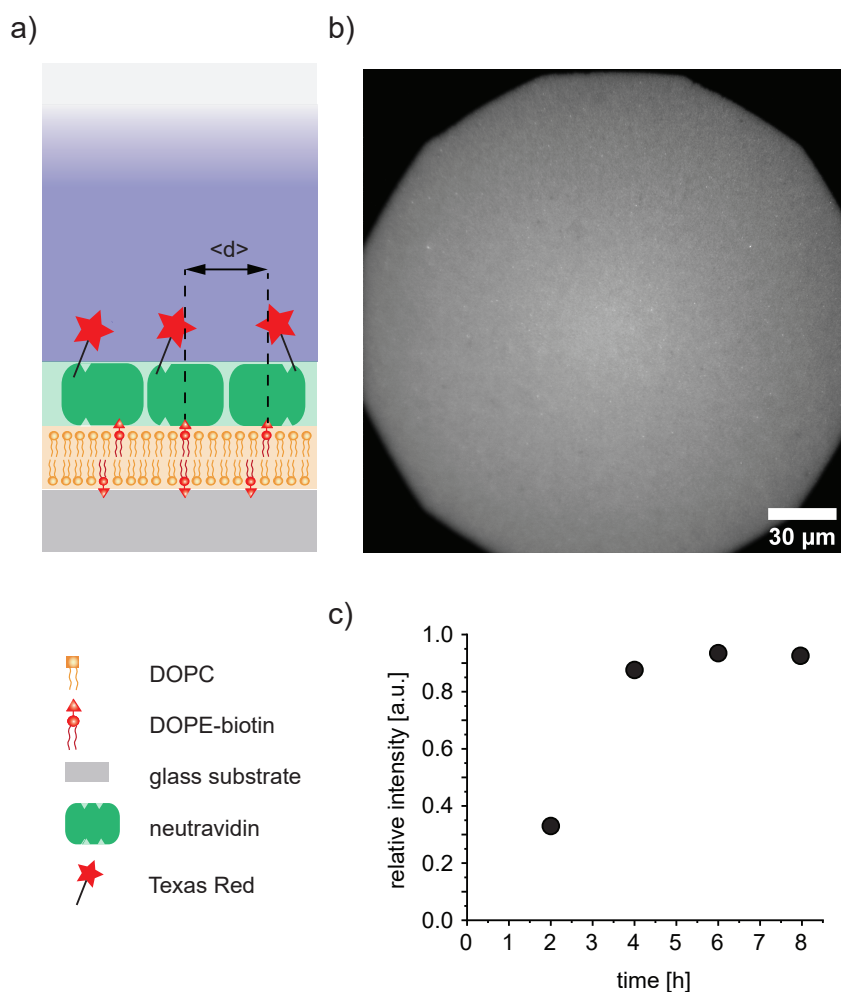 a)
<d>
b)
30 µm
DOPC
DOPE-biotin
glass substrate
neutravidin
Texas Red
c)
relative intensity [a.u.]
1.0
0.8
0.6
0.4
0.2
0.0
0 1 2 3 4 5 6 7 8
time [h]